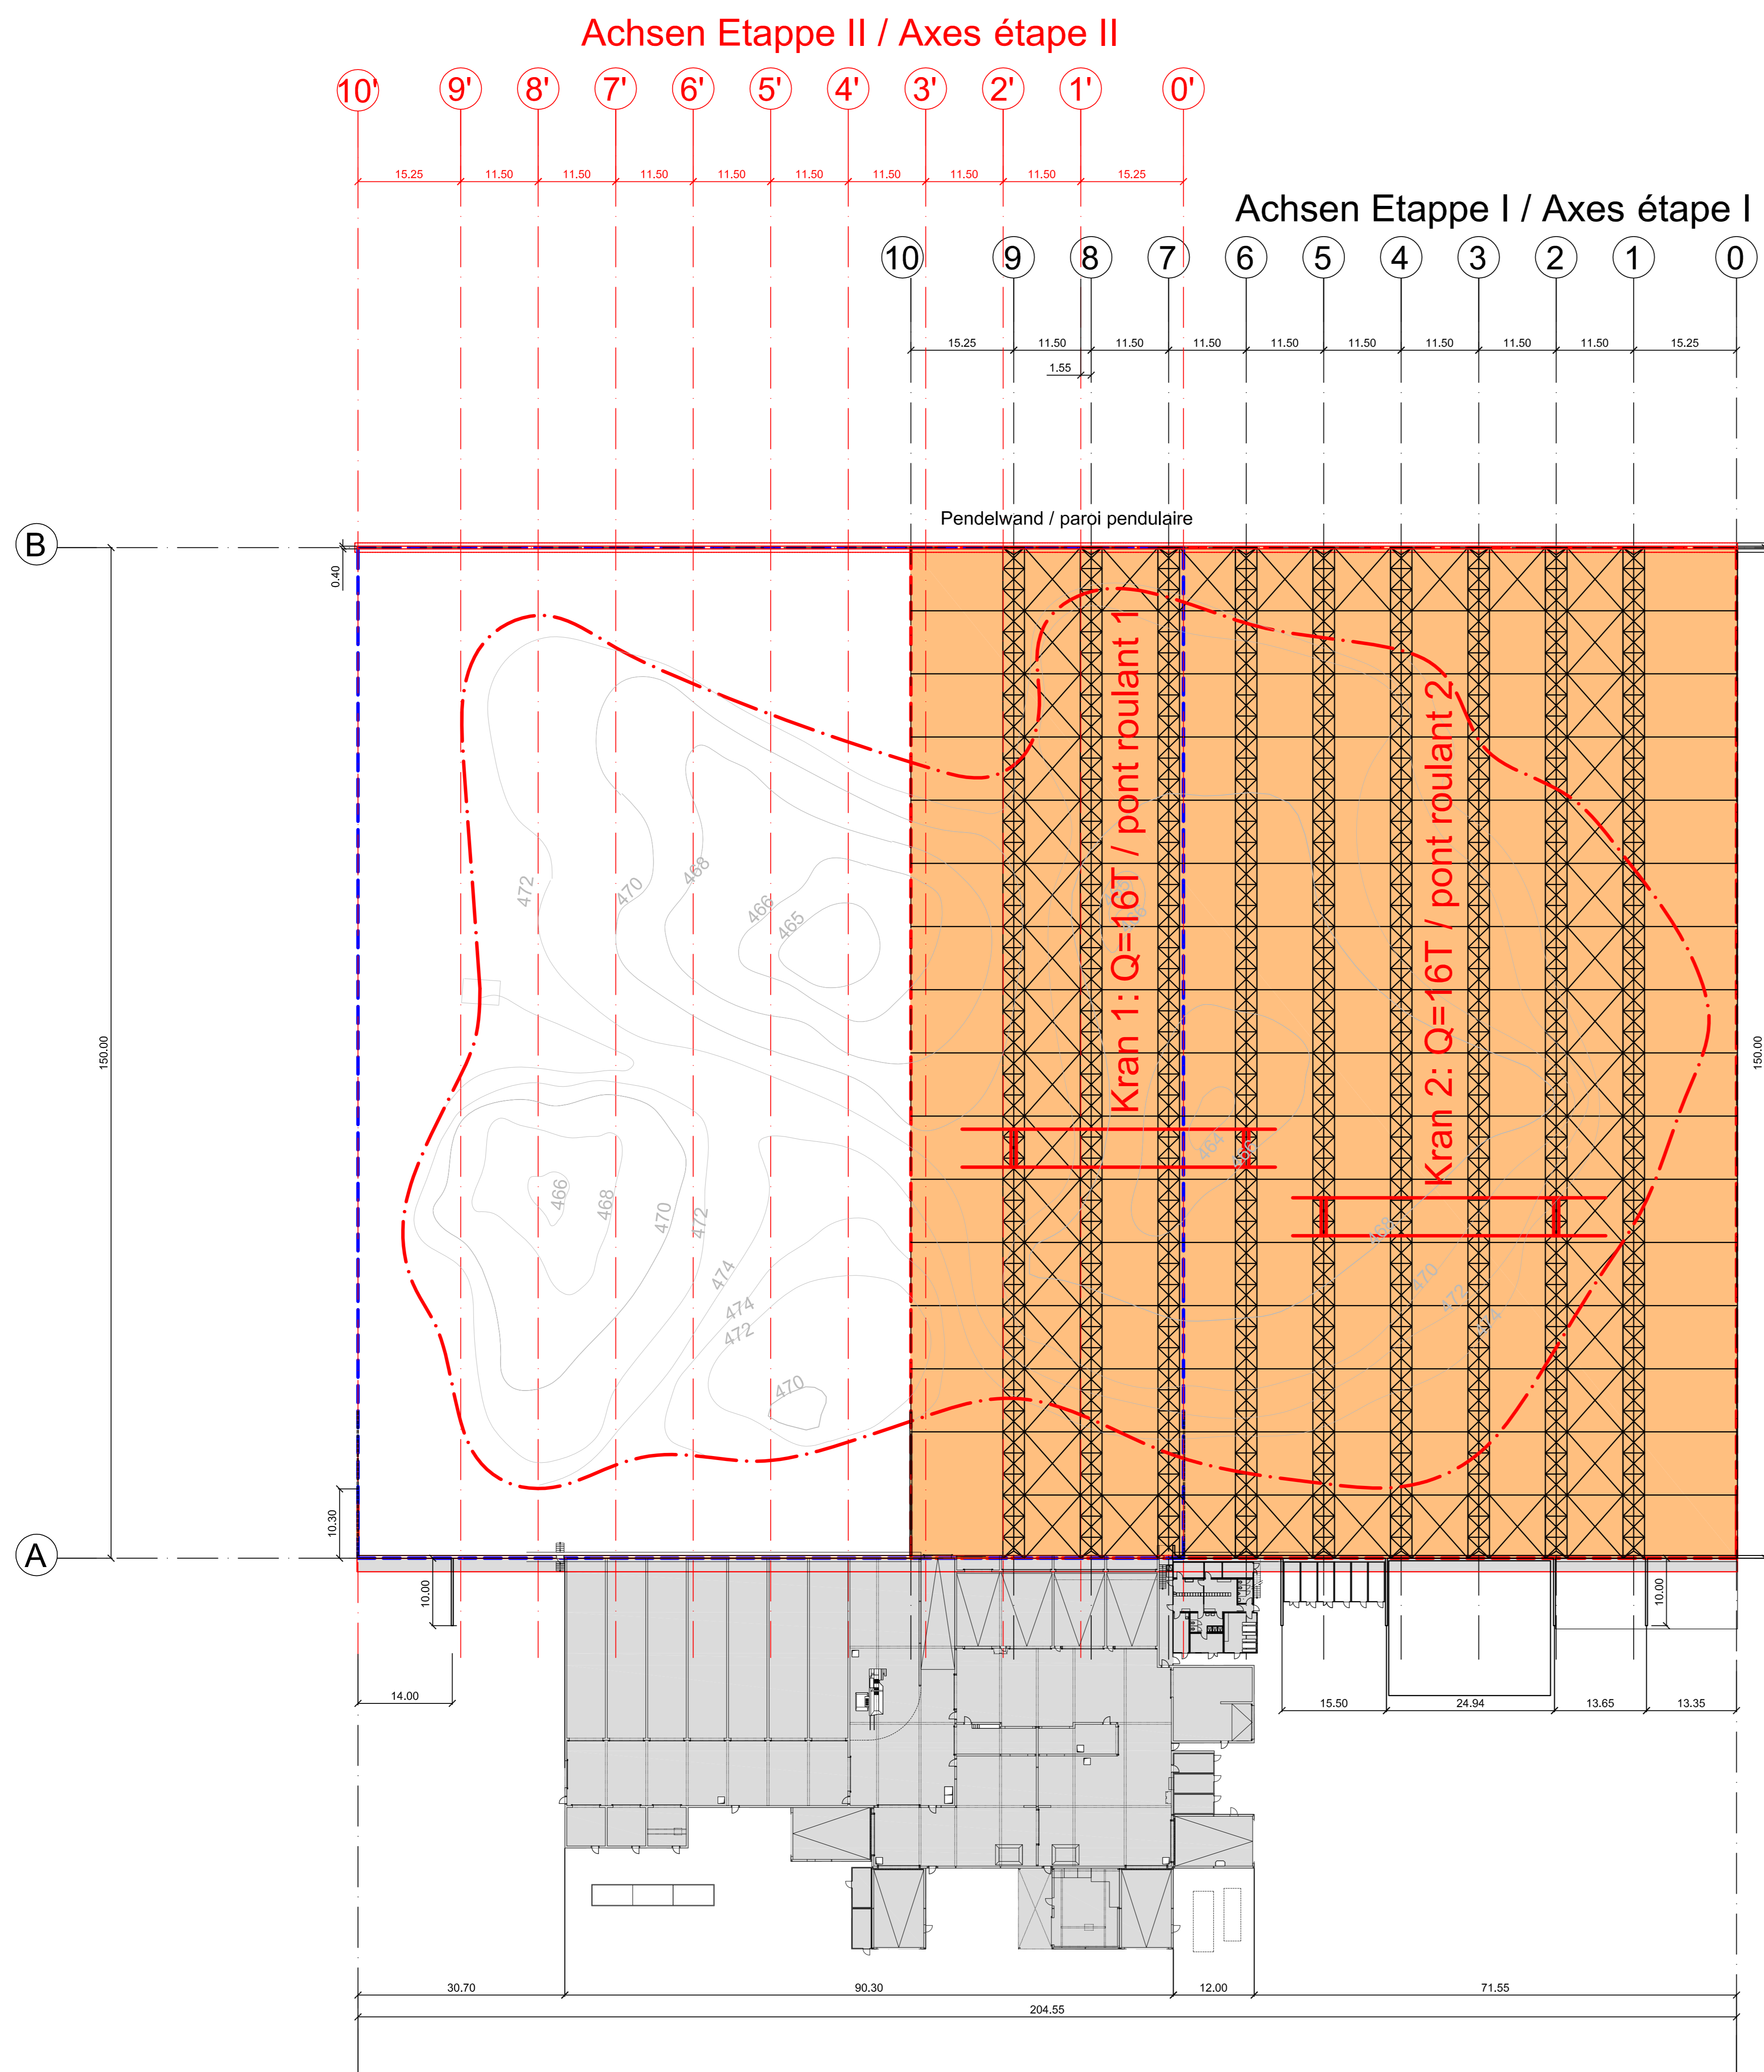 Achsen Etappe II / Axes étape II
10' 9' 8' 7' 6' 5' 4' 3' 2' 1' 0'
15.25 11.50 11.50 11.50 11.50 11.50 11.50 11.50 11.50 15.25
Achsen Etappe I / Axes étape I
10 9 8 7 6 5 4 3 2 1 0
15.25 11.50 11.50 11.50 11.50 11.50 11.50 11.50 11.50 15.25
1.55
Pendelwand / paroi pendulaire
B
0.40
150.00
Kran 1: Q=16T / pont roulant 1
Kran 2: Q=16T / pont roulant 2
150.00
472
470
468
466
465
466
464
466
468
470
472
474
474
472
470
468
470
472
474
10.30
A
10.00
10.00
14.00
15.50 24.94 13.65 13.35
30.70 90.30 12.00 71.55
204.55